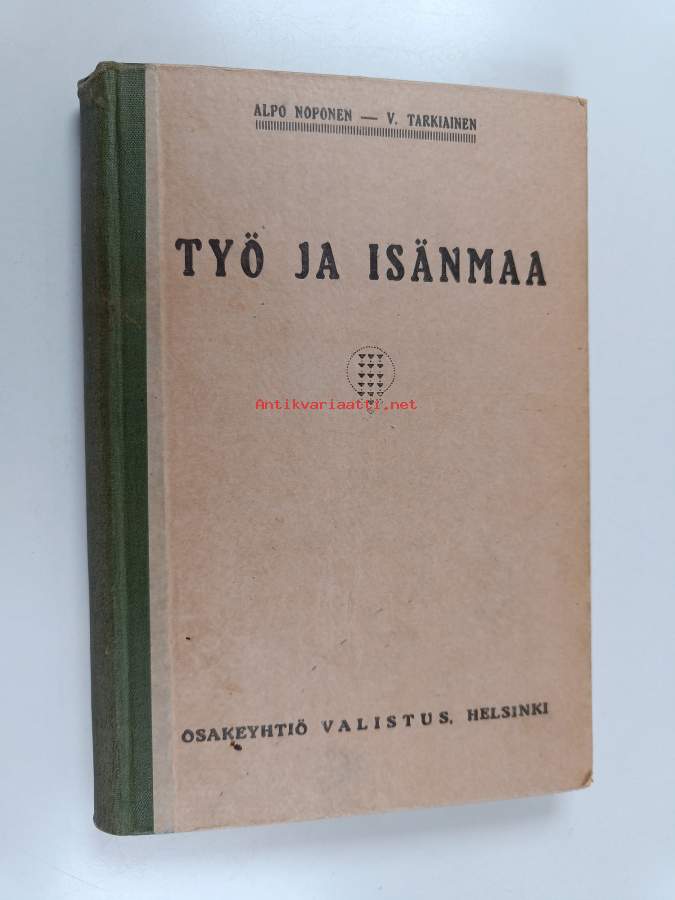 ALPO NOPONEN — V. TARKIAINEN
TYÖ JA ISÄNMAA
Antikvariaatti.net
OSAKEYHTIÖ VALISTUS, HELSINKI